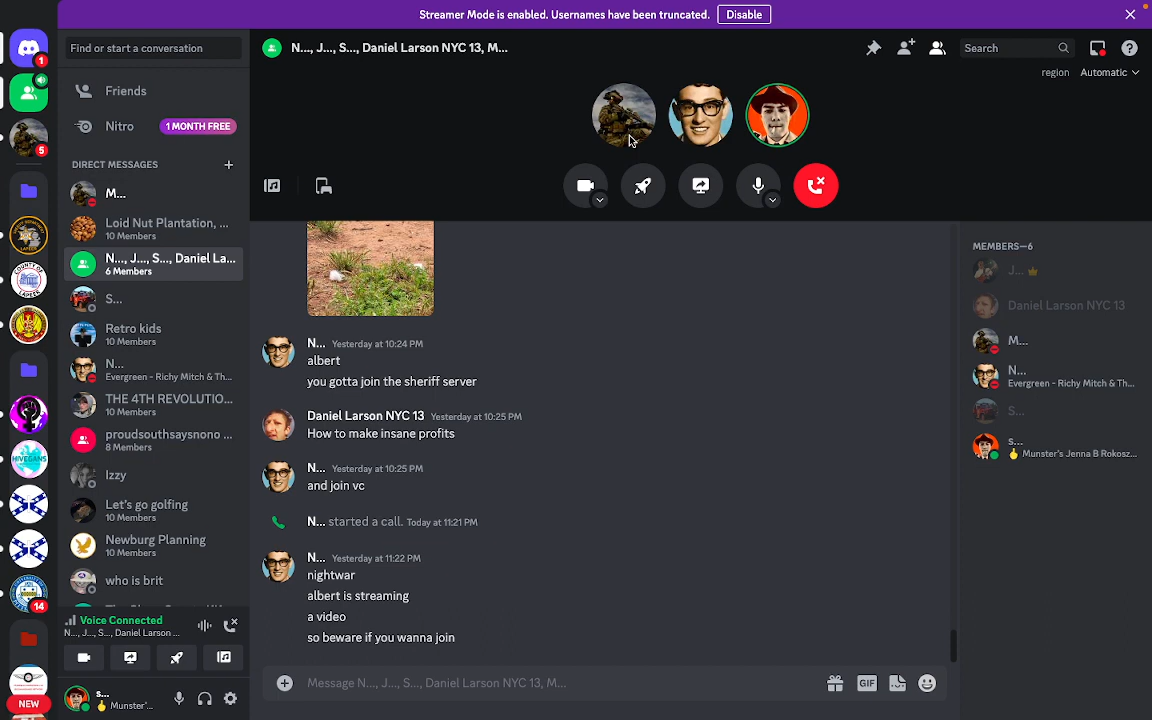 Streamer Mode is enabled. Usernames have been truncated.
Disable
Find or start a conversation
N..., J..., S..., Daniel Larson NYC 13, M...
Search
region
Automatic
1
Friends
Nitro
1 MONTH FREE
5
DIRECT MESSAGES
M...
Loid Nut Plantation, ...
10 Members
N..., J..., S..., Daniel La...
6 Members
S...
Retro kids
10 Members
N...
Evergreen - Richy Mitch & Th...
THE 4TH REVOLUTIO...
10 Members
proudsouthsaysnono ...
8 Members
Izzy
Let's go golfing
10 Members
Newburg Planning
10 Members
who is brit
14
NEW
Voice Connected
N..., J..., S..., Daniel Larson ...
s...
Munster'...
N... Yesterday at 10:24 PM
albert
you gotta join the sheriff server
Daniel Larson NYC 13 Yesterday at 10:25 PM
How to make insane profits
N... Yesterday at 10:25 PM
and join vc
N... started a call. Today at 11:21 PM
N... Yesterday at 11:22 PM
nightwar
albert is streaming
a video
so beware if you wanna join
Message N..., J..., S..., Daniel Larson NYC 13, M...
GIF
MEMBERS—6
J...
Daniel Larson NYC 13
M...
N...
Evergreen - Richy Mitch & Th...
S...
s...
Munster's Jenna B Rokosz...